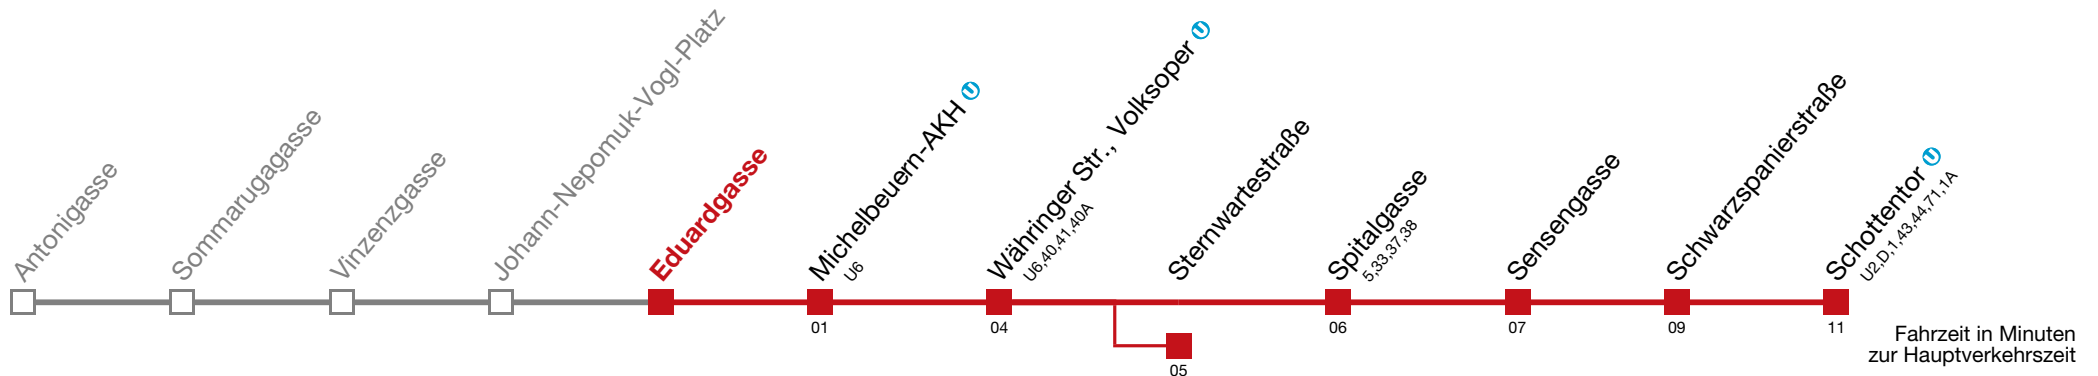 Antonigasse
Sommarugagasse
Vinzenzgasse
Johann-Nepomuk-Vogl-Platz
Eduardgasse
Michelbeuern-AKH
U6
01
Währinger Str., Volksoper
U6,40,41,40A
04
Sternwartestraße
05
Spitalgasse
5,33,37,38
06
Sensengasse
07
Schwarzspanierstraße
09
Schottentor
U2,D,1,43,44,71,1A
11
Fahrzeit in Minuten
zur Hauptverkehrszeit